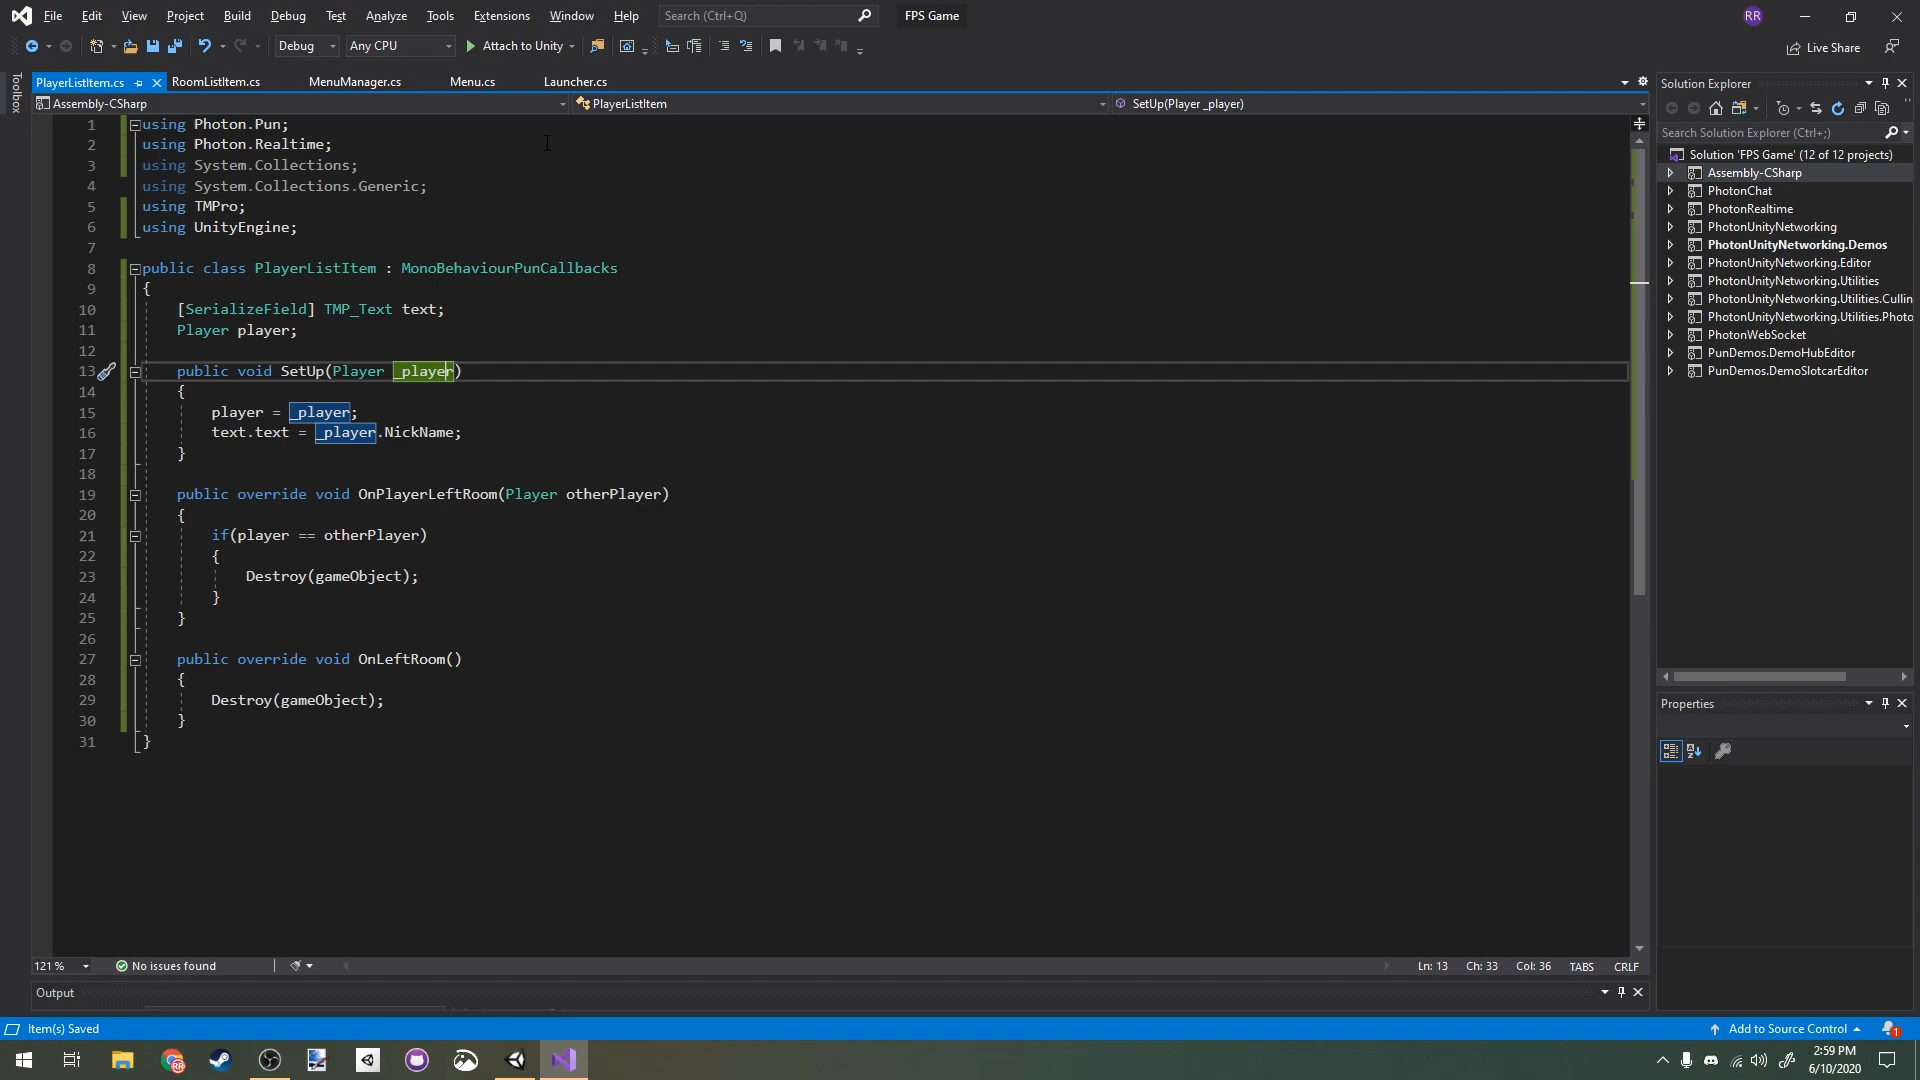 File Edit View Project Build Debug Test Analyze Tools Extensions Window Help Search (Ctrl+Q) FPS Game RR
Debug Any CPU Attach to Unity Live Share
Toolbox
PlayerListItem.cs RoomListItem.cs MenuManager.cs Menu.cs Launcher.cs
Assembly-CSharp PlayerListItem SetUp(Player _player)
1 using Photon.Pun;
2 using Photon.Realtime;
3 using System.Collections;
4 using System.Collections.Generic;
5 using TMPro;
6 using UnityEngine;
7
8 public class PlayerListItem : MonoBehaviourPunCallbacks
9 {
10 [SerializeField] TMP_Text text;
11 Player player;
12
13 public void SetUp(Player _player)
14 {
15 player = _player;
16 text.text = _player.NickName;
17 }
18
19 public override void OnPlayerLeftRoom(Player otherPlayer)
20 {
21 if(player == otherPlayer)
22 {
23 Destroy(gameObject);
24 }
25 }
26
27 public override void OnLeftRoom()
28 {
29 Destroy(gameObject);
30 }
31 }
121 % No issues found Ln: 13 Ch: 33 Col: 36 TABS CRLF
Output
Solution Explorer
Search Solution Explorer (Ctrl+;)
Solution 'FPS Game' (12 of 12 projects)
Assembly-CSharp
PhotonChat
PhotonRealtime
PhotonUnityNetworking
PhotonUnityNetworking.Demos
PhotonUnityNetworking.Editor
PhotonUnityNetworking.Utilities
PhotonUnityNetworking.Utilities.Cullin
PhotonUnityNetworking.Utilities.Photo
PhotonWebSocket
PunDemos.DemoHubEditor
PunDemos.DemoSlotcarEditor
Properties
Item(s) Saved Add to Source Control 1
2:59 PM
6/10/2020